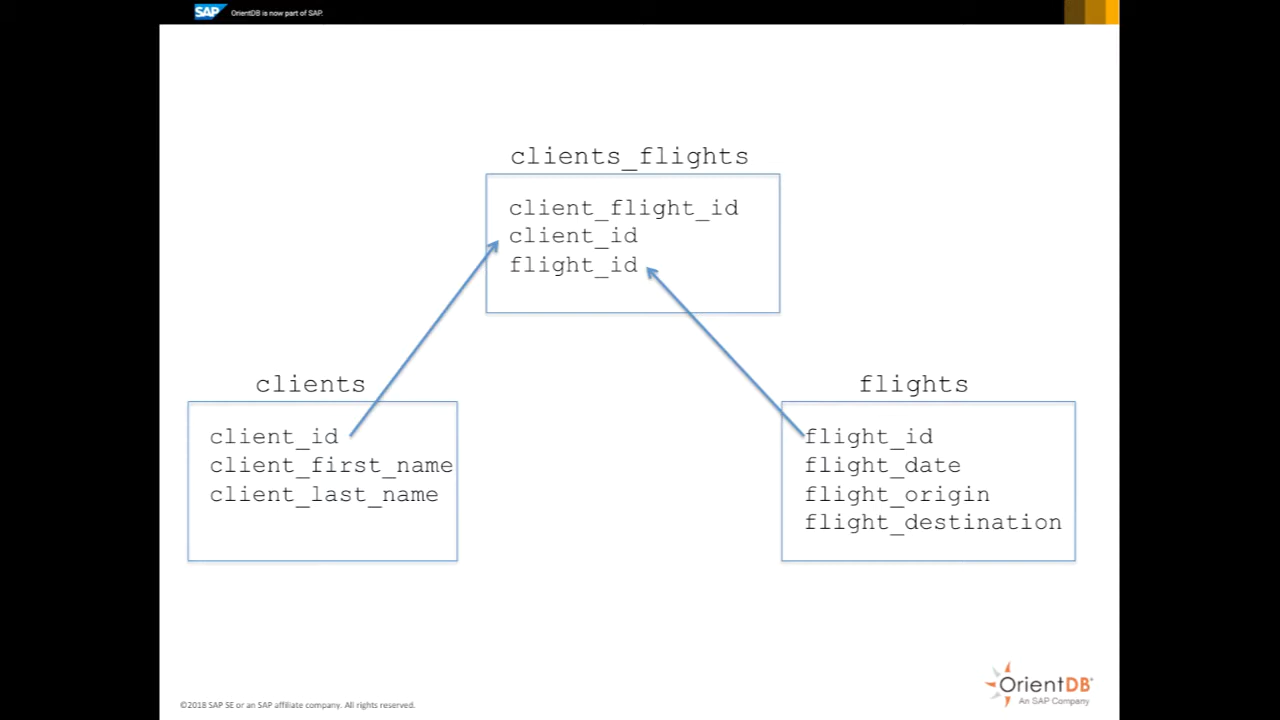 SAP OrientDB is now part of SAP.
clients_flights
client_flight_id
client_id
flight_id
clients
client_id
client_first_name
client_last_name
flights
flight_id
flight_date
flight_origin
flight_destination
OrientDB®
An SAP Company
©2018 SAP SE or an SAP affiliate company. All rights reserved.